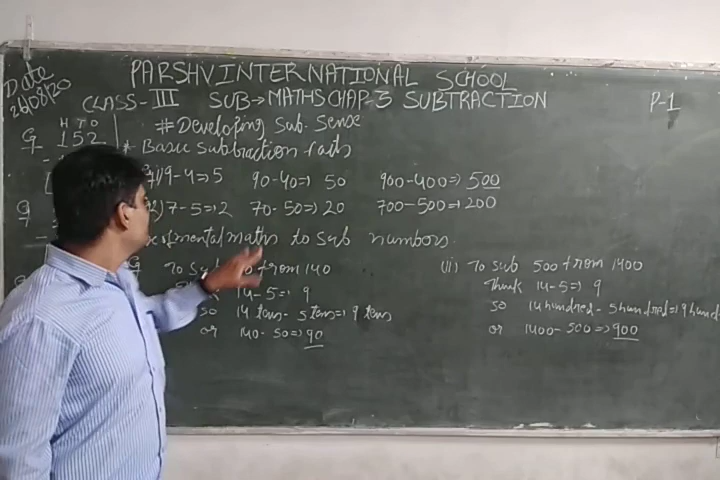 Date
PARSHV INTERNATIONAL SCHOOL
CLASS-III SUB→MATHS CHAP-3 SUBTRACTION P-1
H T O
152
# Developing Sub. Sense
* Basic Subtraction facts
9-4=>5 90-40=> 50 900-400=> 500
2) 7-5=>2 70-50=>20 700-500=>200
mental maths to sub numbers.
To sub from 140
14-5=> 9
so 14 tens- 5 tens=> 9 tens
or 140-50=>90
(ii) To sub 500 from 1400
Think 14-5=> 9
so 14 hundred- 5 hundred=>9 hund
or 1400-500=>900